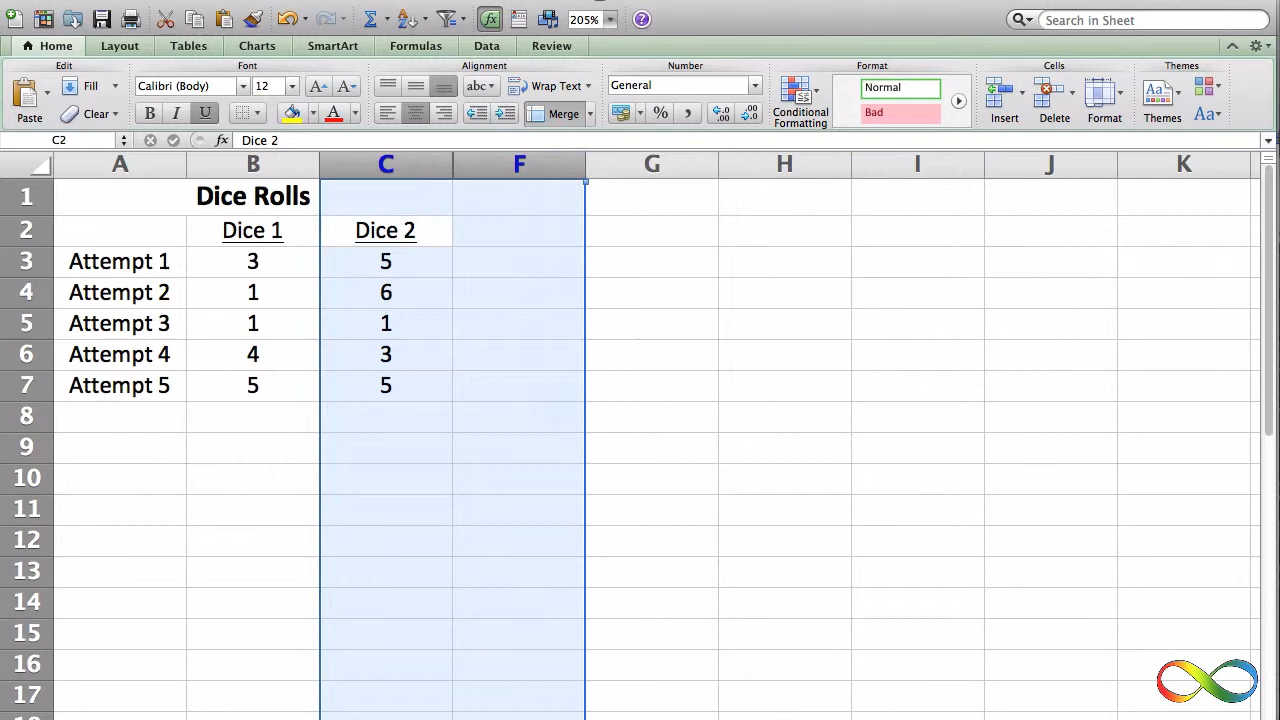 205%
Search in Sheet
Home Layout Tables Charts SmartArt Formulas Data Review
Edit Font Alignment Number Format Cells Themes
Fill Calibri (Body) 12 A A abc Wrap Text General Normal
Paste Clear B I U A Merge % Conditional Formatting Bad Insert Delete Format Themes Aa
C2 fx Dice 2
A B C F G H I J K
1 Dice Rolls
2 Dice 1 Dice 2
3 Attempt 1 3 5
4 Attempt 2 1 6
5 Attempt 3 1 1
6 Attempt 4 4 3
7 Attempt 5 5 5
8
9
10
11
12
13
14
15
16
17